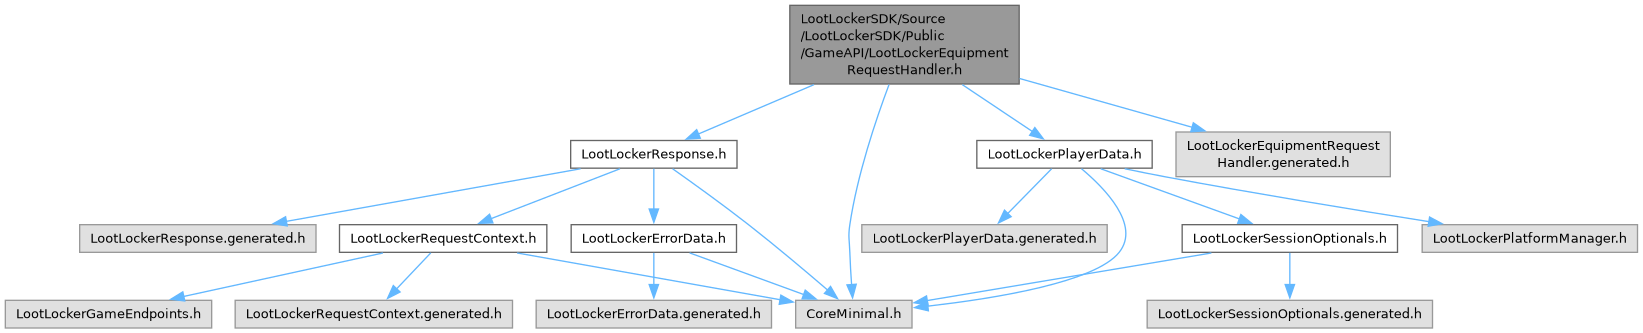 LootLockerSDK/Source
/LootLockerSDK/Public
/GameAPI/LootLockerEquipment
RequestHandler.h
LootLockerResponse.h
LootLockerPlayerData.h
LootLockerEquipmentRequest
Handler.generated.h
LootLockerResponse.generated.h
LootLockerRequestContext.h
LootLockerErrorData.h
LootLockerPlayerData.generated.h
LootLockerSessionOptionals.h
LootLockerPlatformManager.h
LootLockerGameEndpoints.h
LootLockerRequestContext.generated.h
LootLockerErrorData.generated.h
CoreMinimal.h
LootLockerSessionOptionals.generated.h